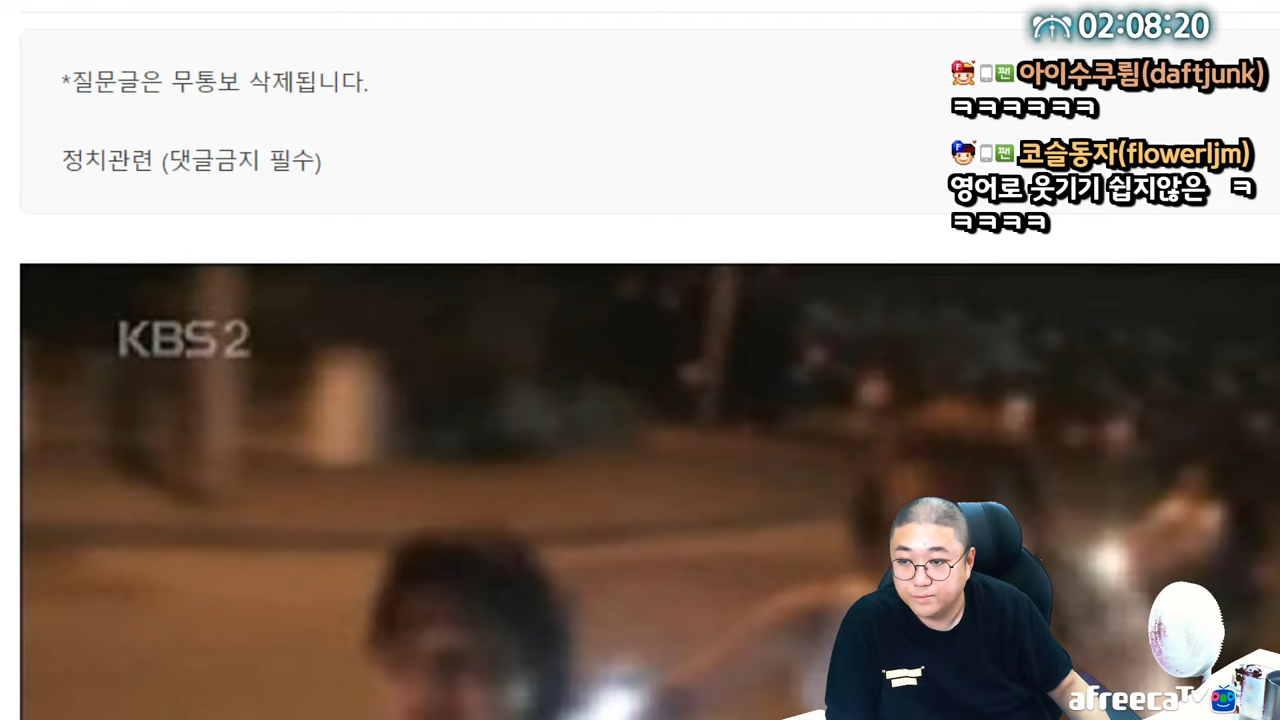 02:08:20
*질문글은 무통보 삭제됩니다.
정치관련 (댓글금지 필수)
아이수쿠륌(daftjunk)
ㅋㅋㅋㅋㅋㅋ
코슬동자(flowerljm)
영어로 웃기기 쉽지않은 ㅋ
ㅋㅋㅋㅋ
KBS2
afreecaTV